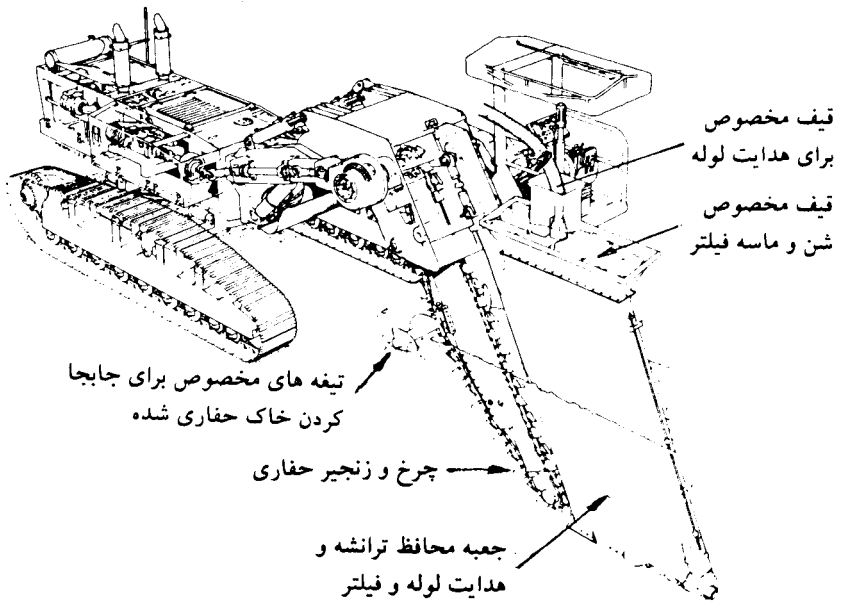 قیف مخصوص
برای هدایت لوله
قیف مخصوص
شن و ماسه فیلتر
تیغه های مخصوص برای جابجا
کردن خاک حفاری شده
چرخ و زنجیر حفاری
جعبه محافظ ترانشه و
هدایت لوله و فیلتر